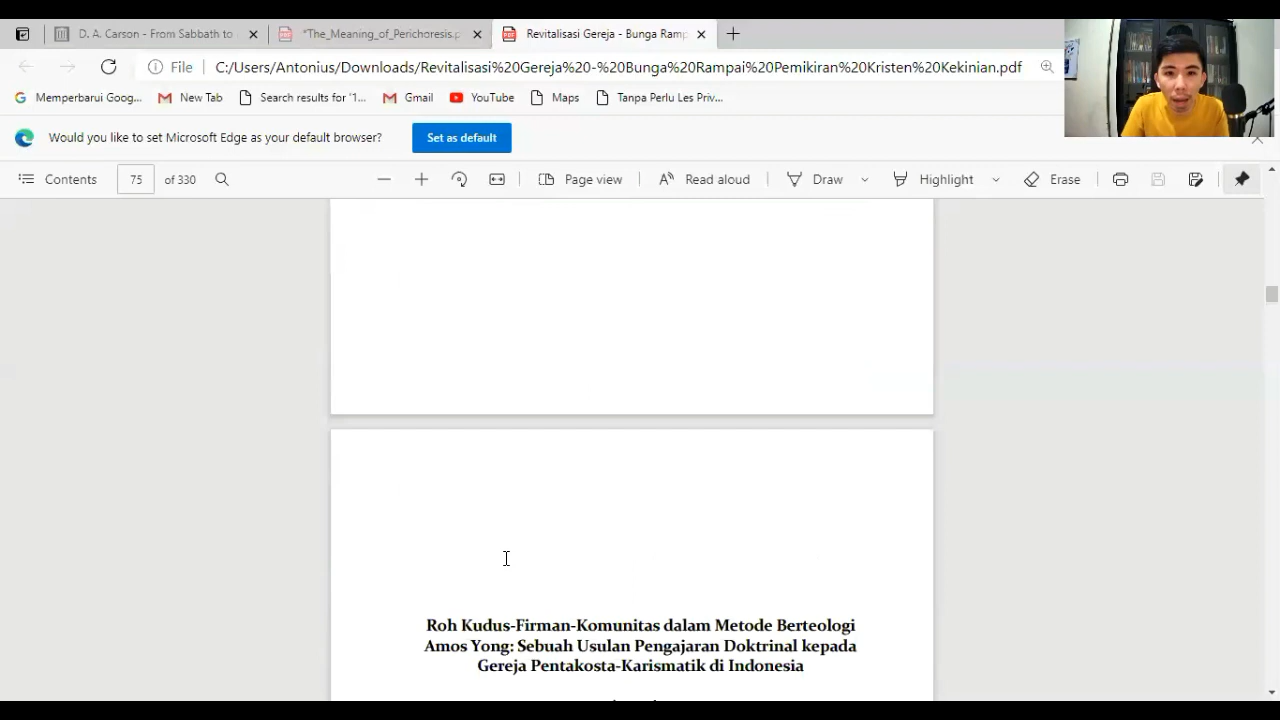 D. A. Carson - From Sabbath to
*The_Meaning_of_Perichoresis.p
Revitalisasi Gereja - Bunga Ramp
File
C:/Users/Antonius/Downloads/Revitalisasi%20Gereja%20-%20Bunga%20Rampai%20Pemikiran%20Kristen%20Kekinian.pdf
Memperbarui Goog...
New Tab
Search results for '1...
Gmail
YouTube
Maps
Tanpa Perlu Les Priv...
Would you like to set Microsoft Edge as your default browser?
Set as default
Contents
75
of 330
Page view
Read aloud
Draw
Highlight
Erase
Roh Kudus-Firman-Komunitas dalam Metode Berteologi
Amos Yong: Sebuah Usulan Pengajaran Doktrinal kepada
Gereja Pentakosta-Karismatik di Indonesia